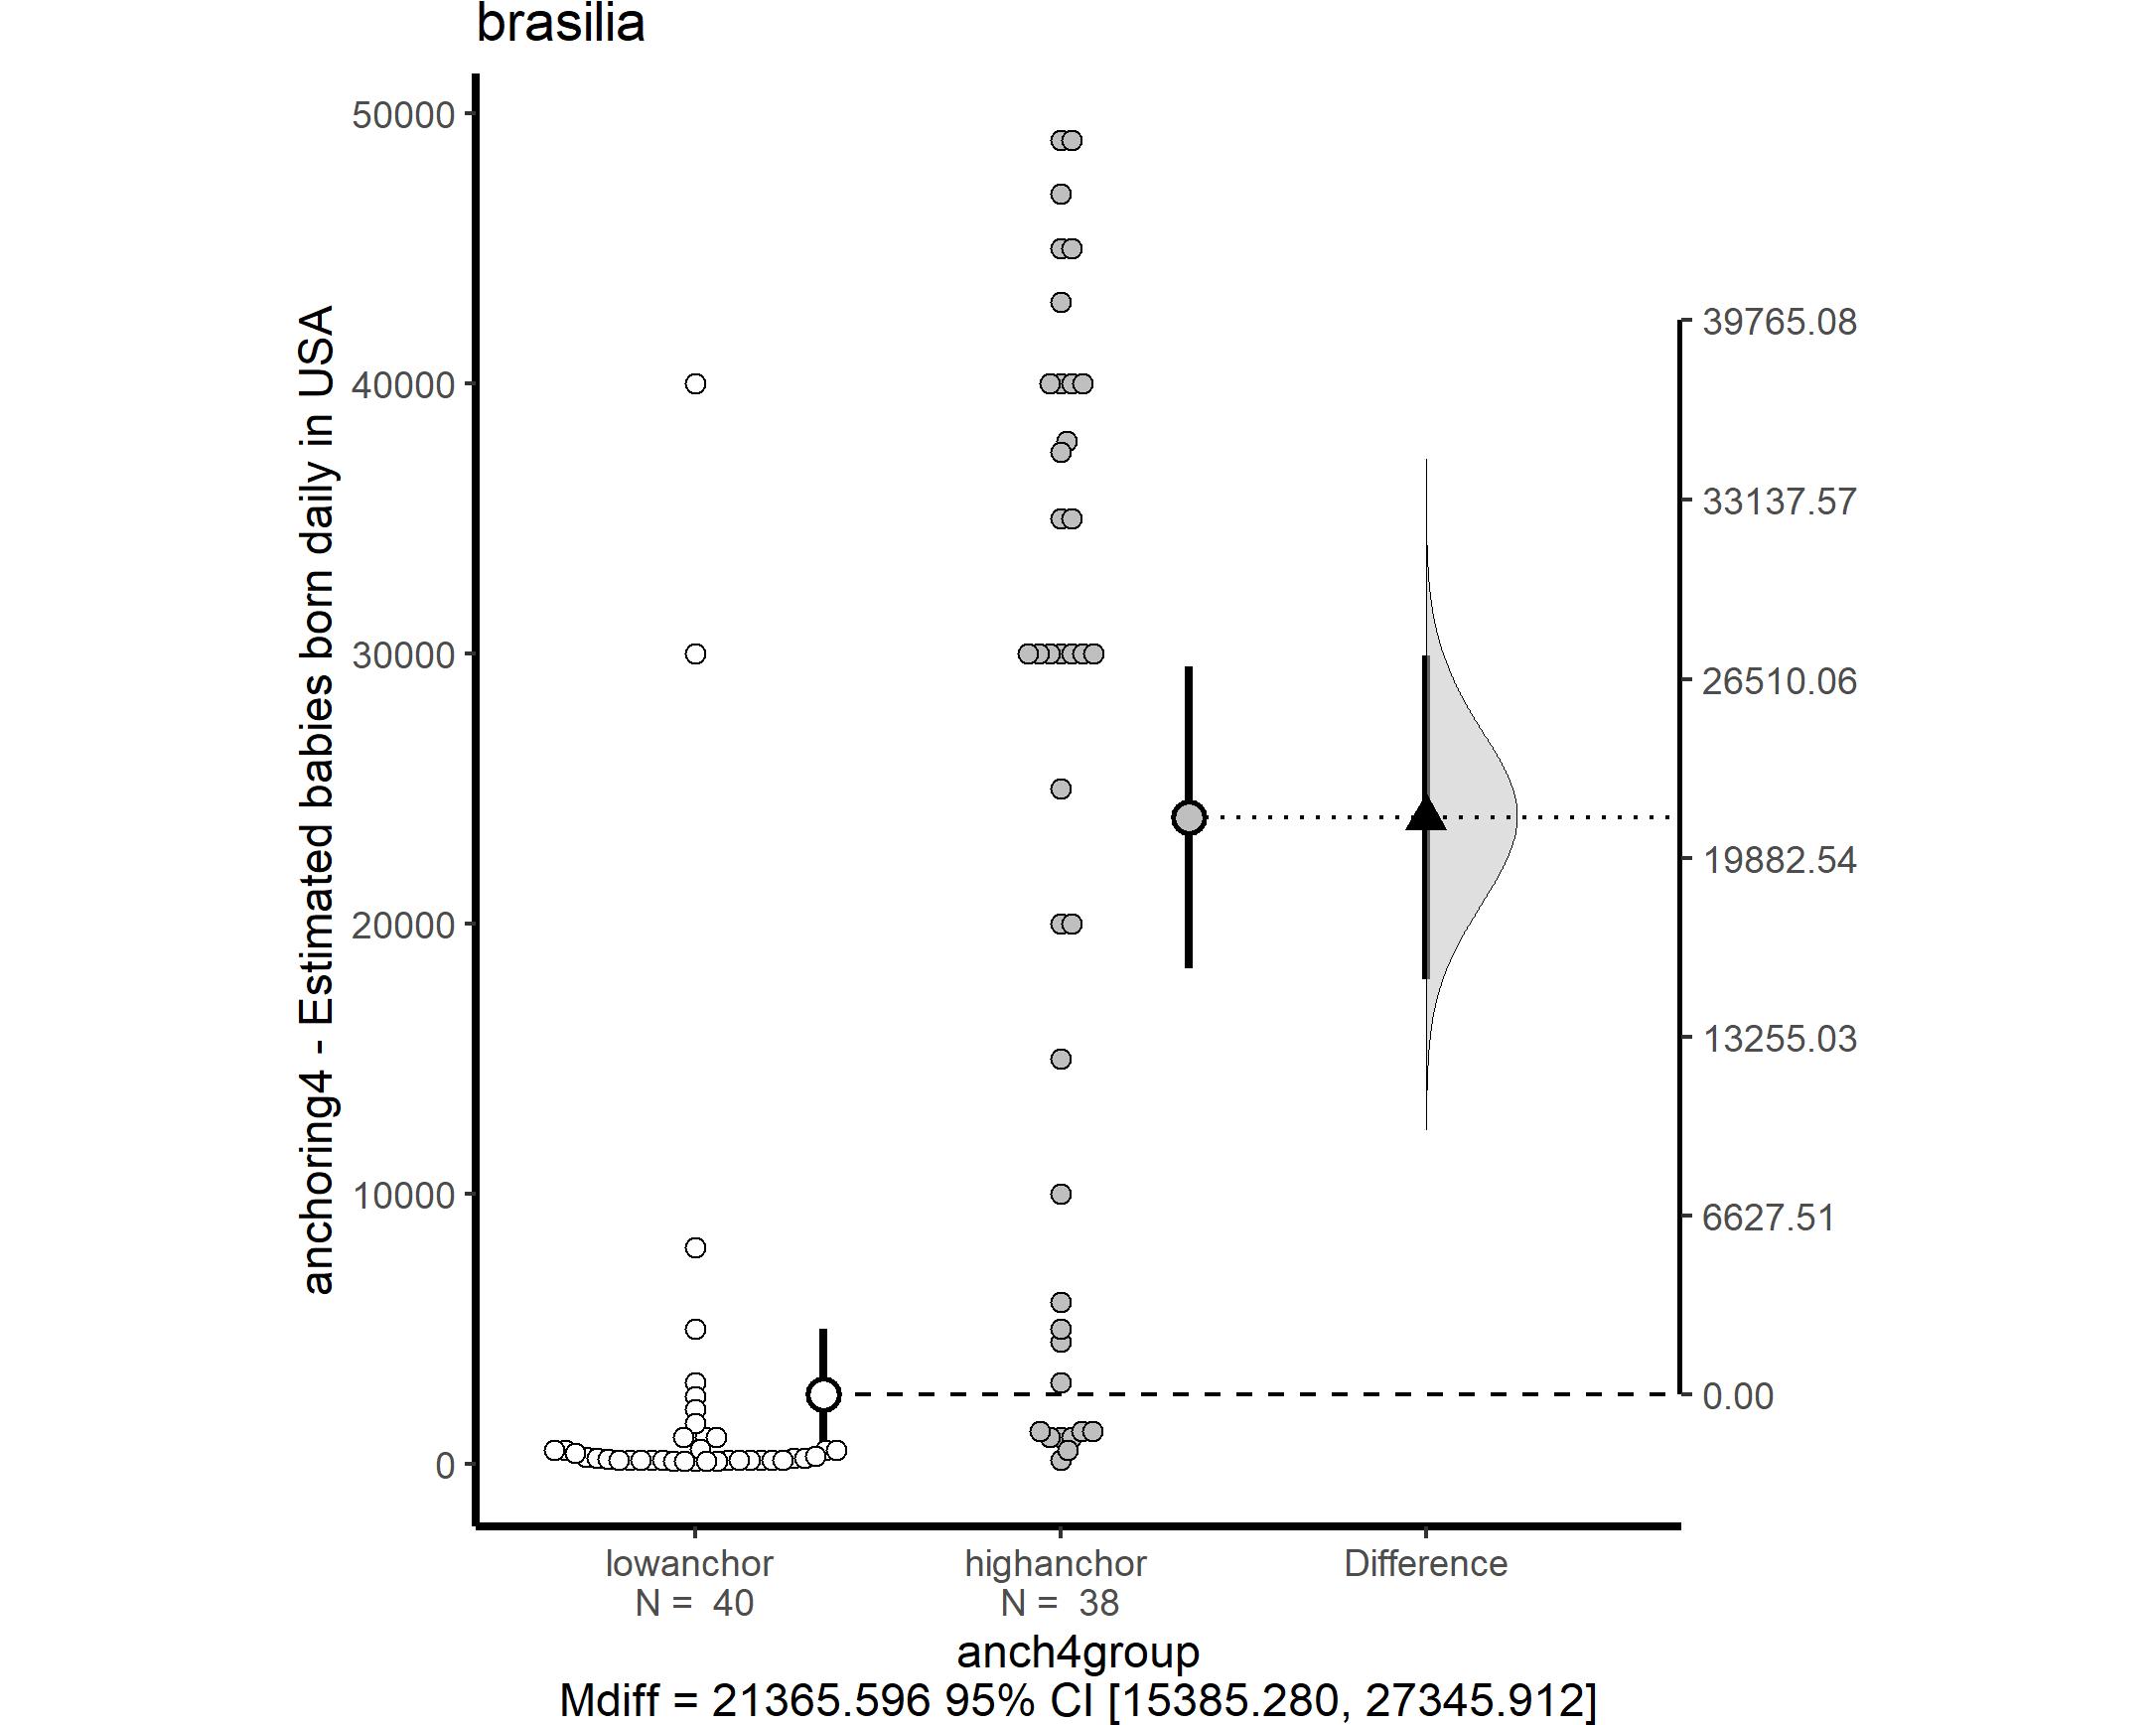 brasilia
anchoring4 - Estimated babies born daily in USA
50000
40000
30000
20000
10000
0
39765.08
33137.57
26510.06
19882.54
13255.03
6627.51
0.00
lowanchor
N =  40
highanchor
N =  38
Difference
anch4group
Mdiff = 21365.596 95% CI [15385.280, 27345.912]